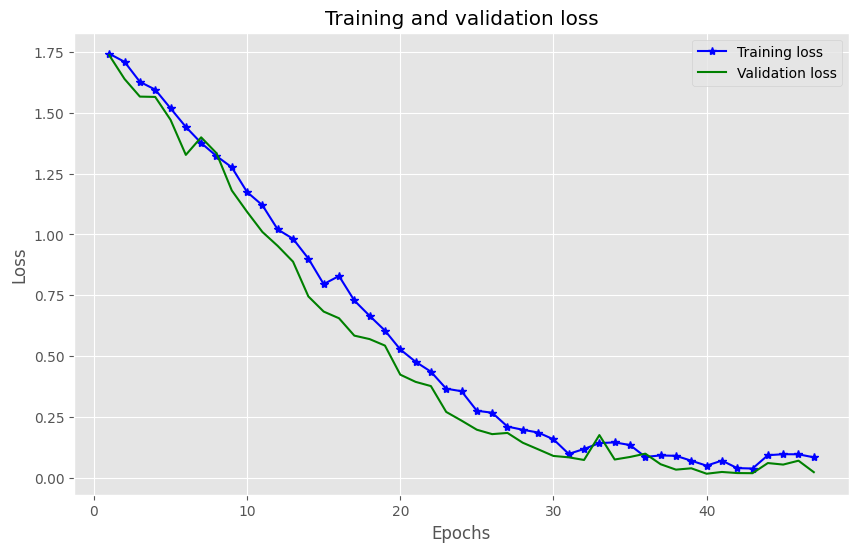 Training and validation loss
Training loss
Validation loss
1.75
1.50
1.25
1.00
0.75
0.50
0.25
0.00
Loss
0 10 20 30 40
Epochs